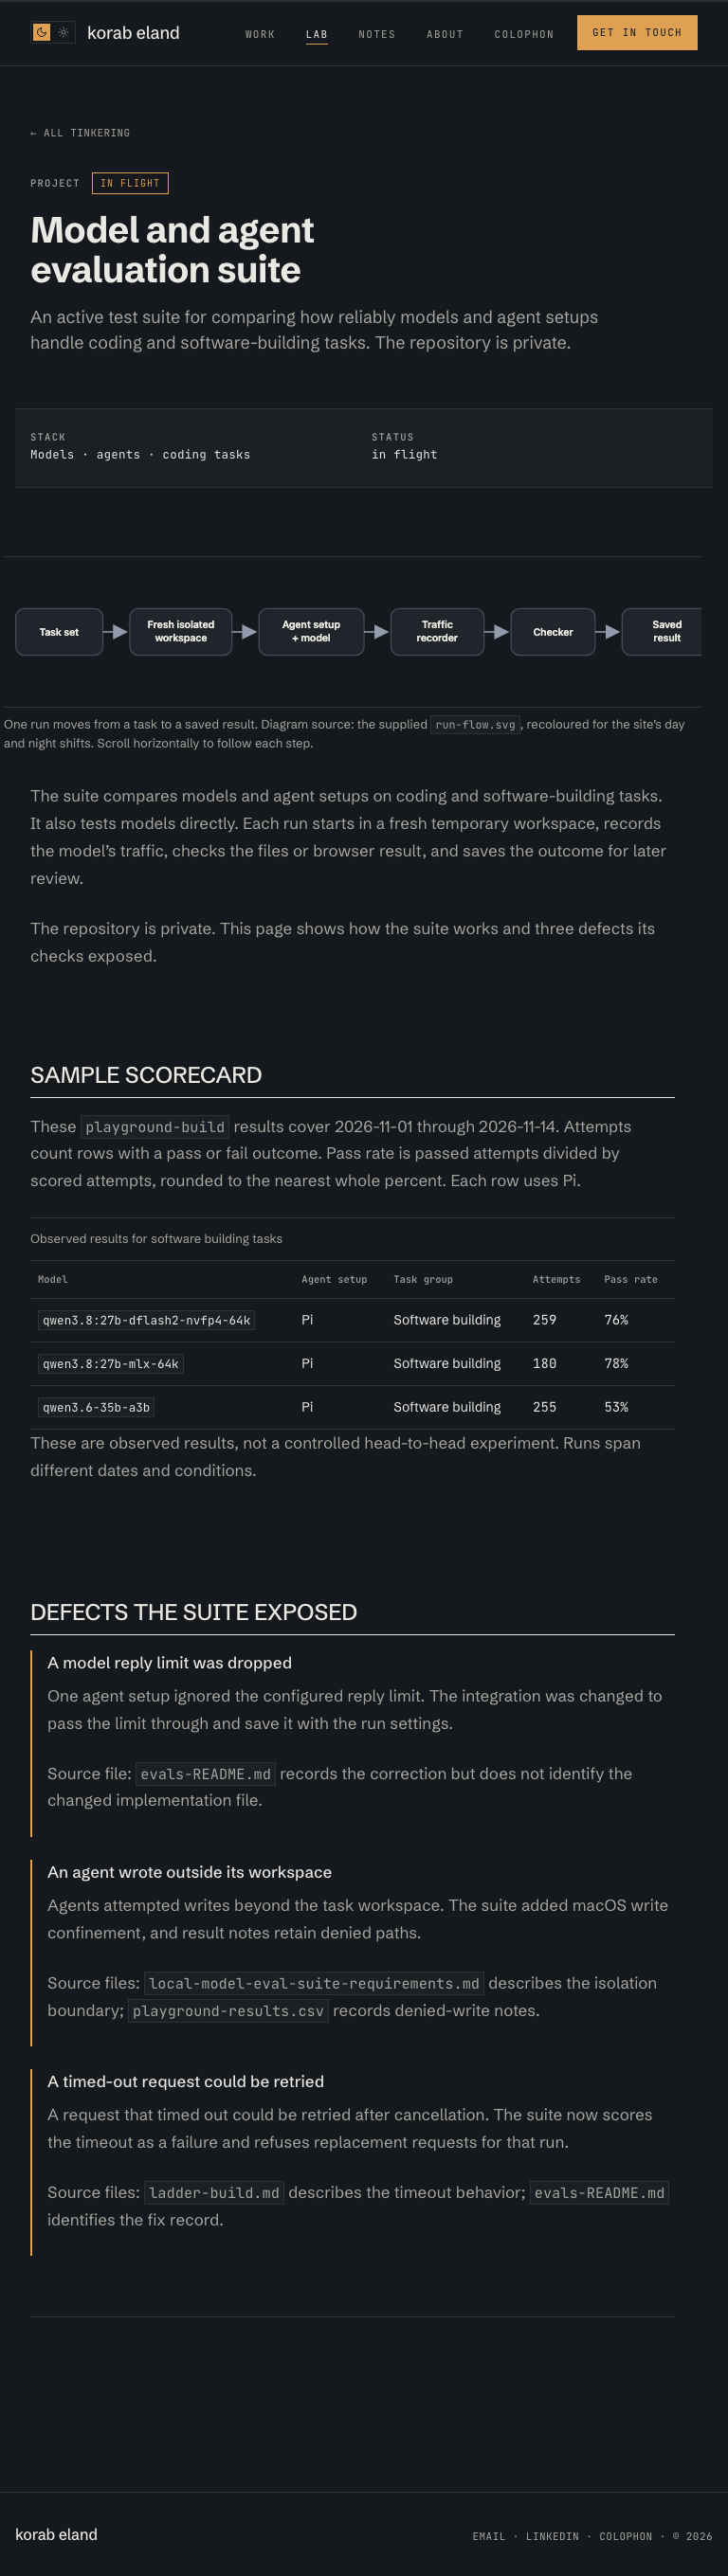 korab eland
WORK
LAB
NOTES
ABOUT
COLOPHON
GET IN TOUCH
← ALL TINKERING
PROJECT
IN FLIGHT
Model and agent
evaluation suite
An active test suite for comparing how reliably models and agent setups
handle coding and software-building tasks. The repository is private.
STACK
Models · agents · coding tasks
STATUS
in flight
Task set
Fresh isolated
workspace
Agent setup
+ model
Traffic
recorder
Checker
Saved
result
One run moves from a task to a saved result. Diagram source: the supplied run-flow.svg, recoloured for the site’s day
and night shifts. Scroll horizontally to follow each step.
The suite compares models and agent setups on coding and software-building tasks.
It also tests models directly. Each run starts in a fresh temporary workspace, records
the model’s traffic, checks the files or browser result, and saves the outcome for later
review.
The repository is private. This page shows how the suite works and three defects its
checks exposed.
SAMPLE SCORECARD
These playground-build results cover 2026-11-01 through 2026-11-14. Attempts
count rows with a pass or fail outcome. Pass rate is passed attempts divided by
scored attempts, rounded to the nearest whole percent. Each row uses Pi.
Observed results for software building tasks
Model Agent setup Task group Attempts Pass rate
qwen3.8:27b-dflash2-nvfp4-64k Pi Software building 259 76%
qwen3.8:27b-mlx-64k Pi Software building 180 78%
qwen3.6-35b-a3b Pi Software building 255 53%
These are observed results, not a controlled head-to-head experiment. Runs span
different dates and conditions.
DEFECTS THE SUITE EXPOSED
A model reply limit was dropped
One agent setup ignored the configured reply limit. The integration was changed to
pass the limit through and save it with the run settings.
Source file: evals-README.md records the correction but does not identify the
changed implementation file.
An agent wrote outside its workspace
Agents attempted writes beyond the task workspace. The suite added macOS write
confinement, and result notes retain denied paths.
Source files: local-model-eval-suite-requirements.md describes the isolation
boundary; playground-results.csv records denied-write notes.
A timed-out request could be retried
A request that timed out could be retried after cancellation. The suite now scores
the timeout as a failure and refuses replacement requests for that run.
Source files: ladder-build.md describes the timeout behavior; evals-README.md
identifies the fix record.
korab eland
EMAIL · LINKEDIN · COLOPHON · © 2026